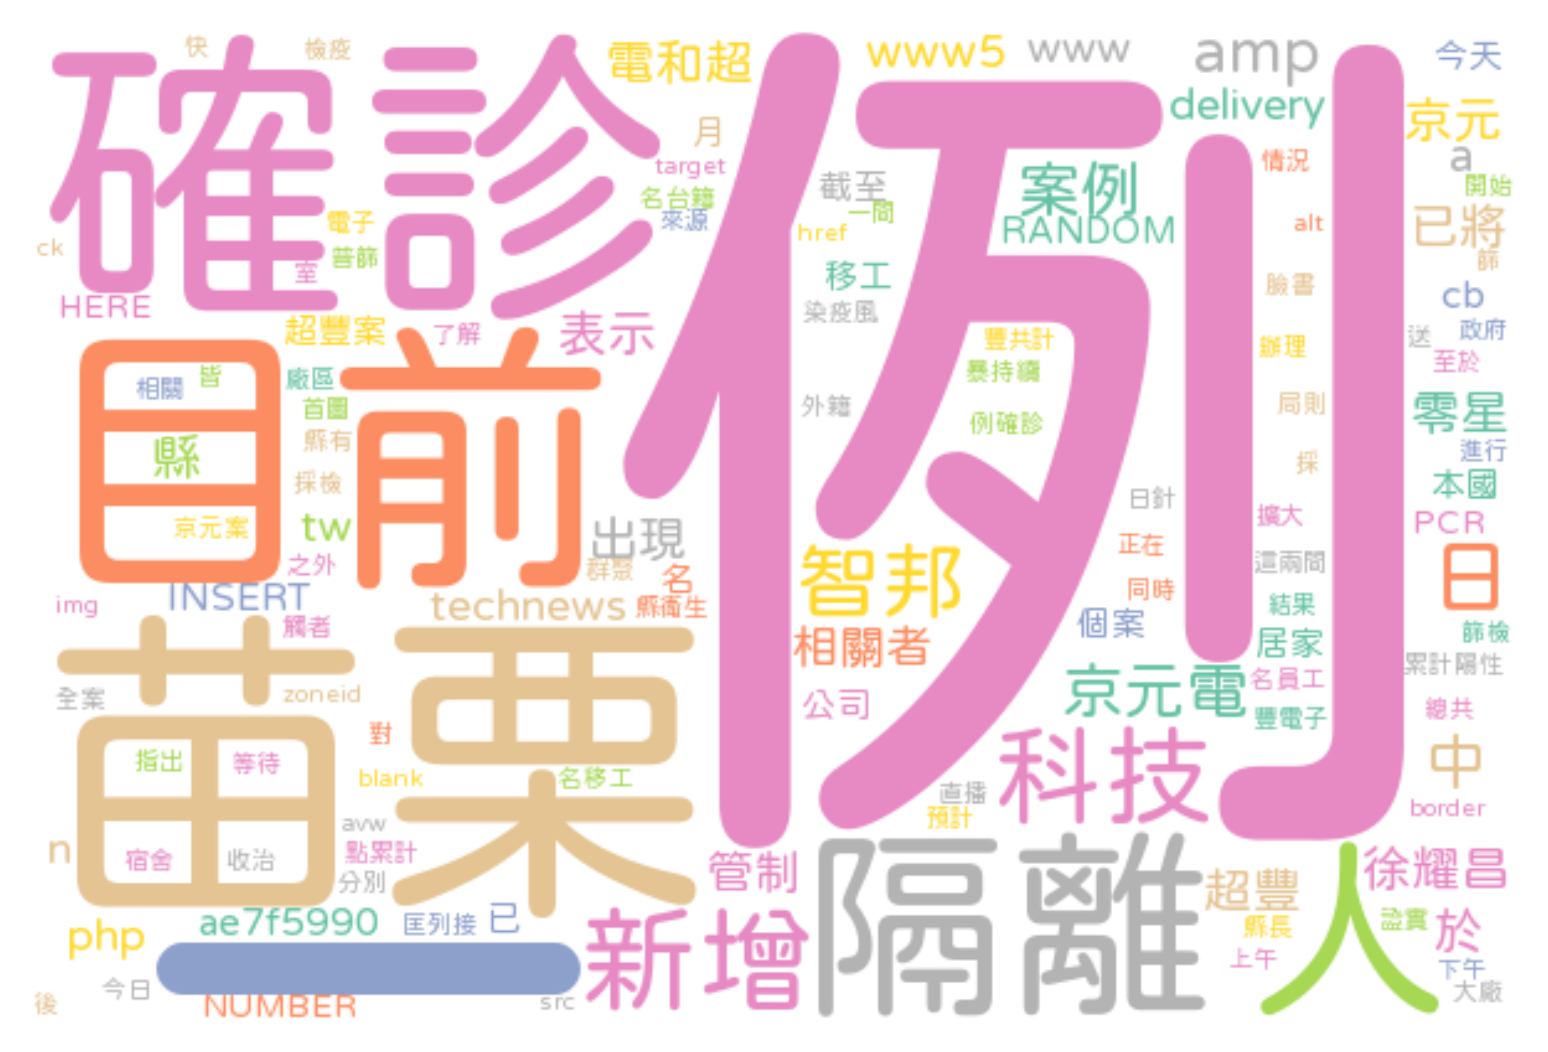 快
檢疫
電和超
www5
www
amp
今天
確診
例
月
delivery
京元
target
情況
a
名台籍
案例
截至
開始
來源
一間
電子
href
RANDOM
alt
已將
ck
普篩
室
移工
篩
臉書
cb
HERE
染疫風
超豐案
了解
表示
豐共計
辦理
送
政府
目前
相關
皆
廠區
暴持續
至於
首圖
外籍
例確診
局則
零星
縣
縣有
進行
採檢
採
本國
日針
京元案
tw
出現
擴大
PCR
正在
之外
群聚
名
智邦
這兩間
日
INSERT
technews
縣衛生
同時
img
結果
觸者
個案
篩檢
相關者
居家
苗栗
累計陽性
全案
zoneid
公司
京元電
名員工
對
豐電子
總共
指出
等待
科技
中
blank
名移工
直播
預計
border
avw
n
宿舍
收治
點累計
分別
管制
隔離
人
徐耀昌
超豐
php
ae7f5990
匡列接
已
新增
縣長
於
上午
下午
一
今日
後
NUMBER
src
大廠